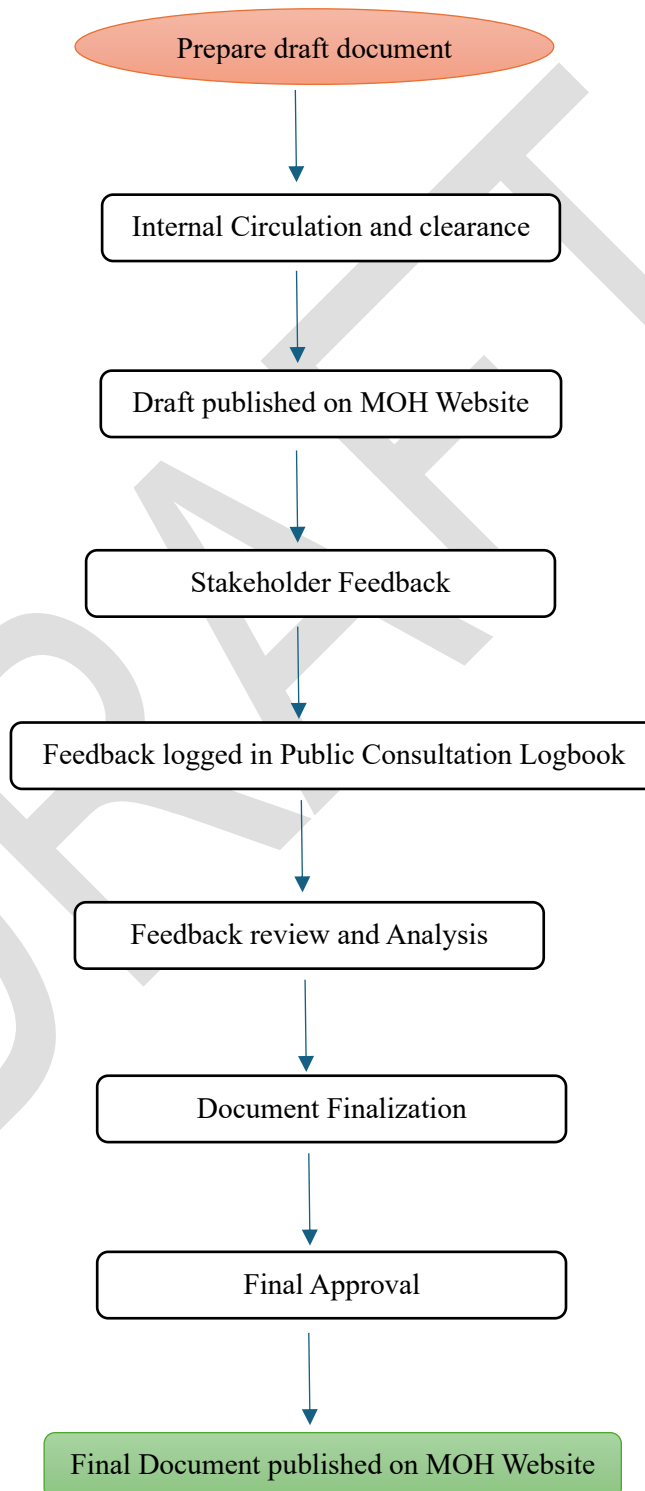 Prepare draft document
Internal Circulation and clearance
Draft published on MOH Website
Stakeholder Feedback
Feedback logged in Public Consultation Logbook
Feedback review and Analysis
Document Finalization
Final Approval
Final Document published on MOH Website
DRAFT